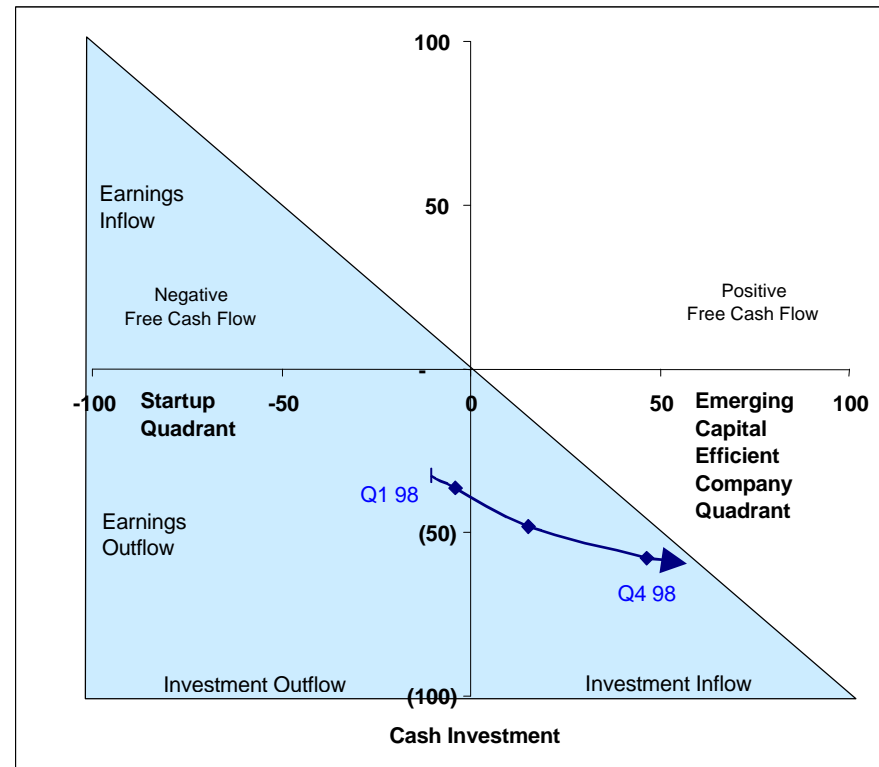 100
Earnings
Inflow
50
Negative
Free Cash Flow
Positive
Free Cash Flow
-
-100
-50
0
50
100
Startup
Quadrant
Emerging
Capital
Efficient
Company
Quadrant
Q1 98
Earnings
Outflow
(50)
Q4 98
Investment Outflow
(100)
Investment Inflow
Cash Investment